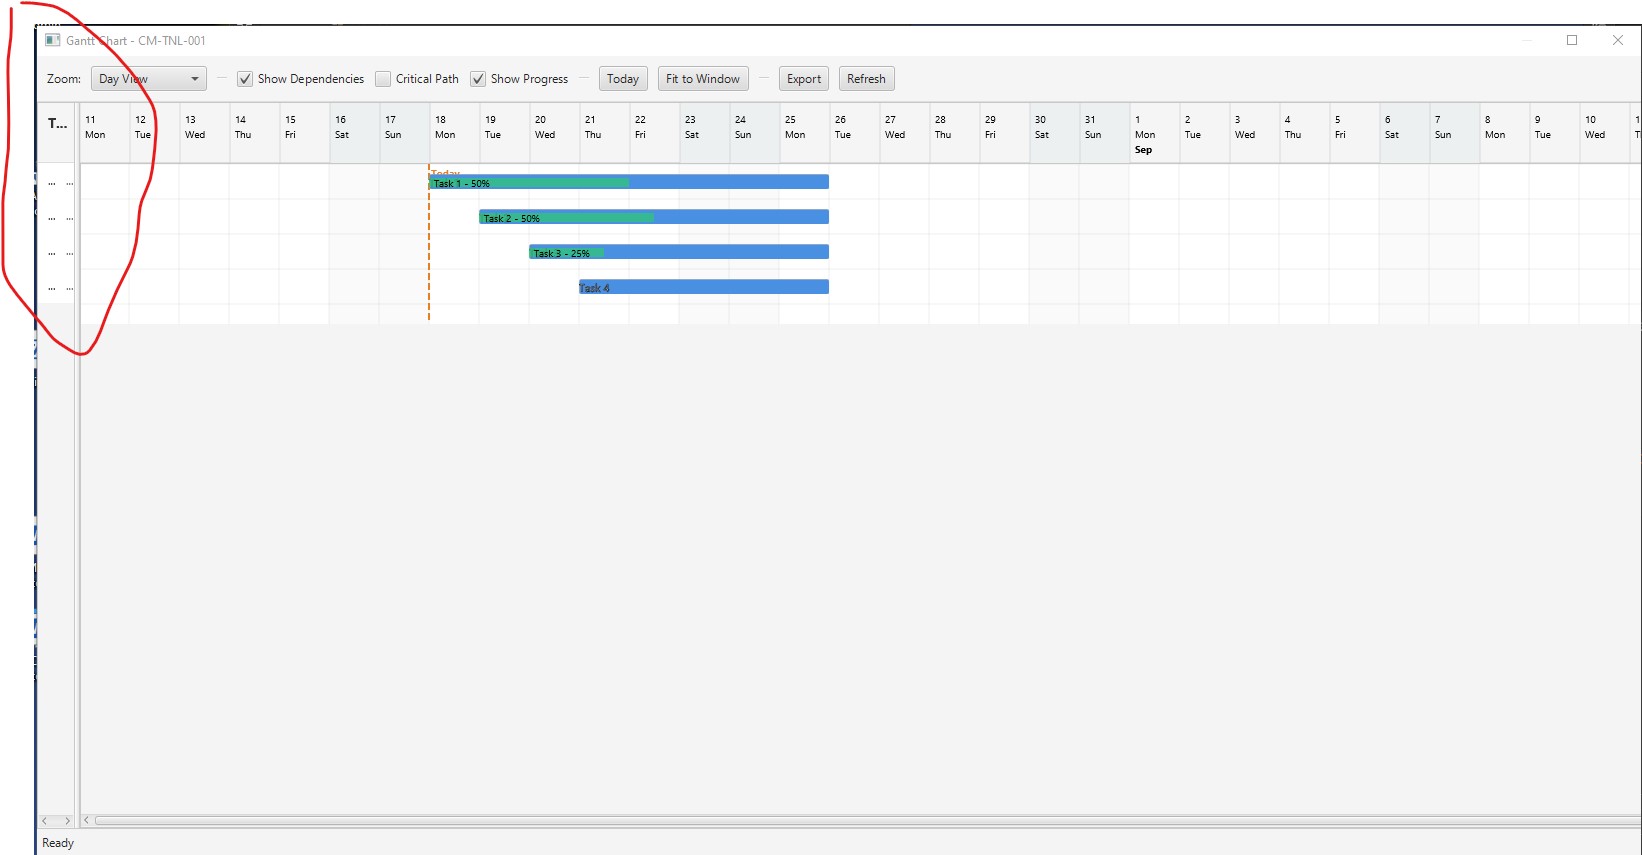 Gantt Chart - CM-TNL-001
Zoom: Day View Show Dependencies Critical Path Show Progress Today Fit to Window Export Refresh
T... 11 12 13 14 15 16 17 18 19 20 21 22 23 24 25 26 27 28 29 30 31 1 2 3 4 5 6 7 8 9 10
Mon Tue Wed Thu Fri Sat Sun Mon Tue Wed Thu Fri Sat Sun Mon Tue Wed Thu Fri Sat Sun Mon Tue Wed Thu Fri Sat Sun Mon Tue Wed
Sep
Today
... ... Task 1 - 50%
... ... Task 2 - 50%
... ... Task 3 - 25%
... ... Task 4
Ready